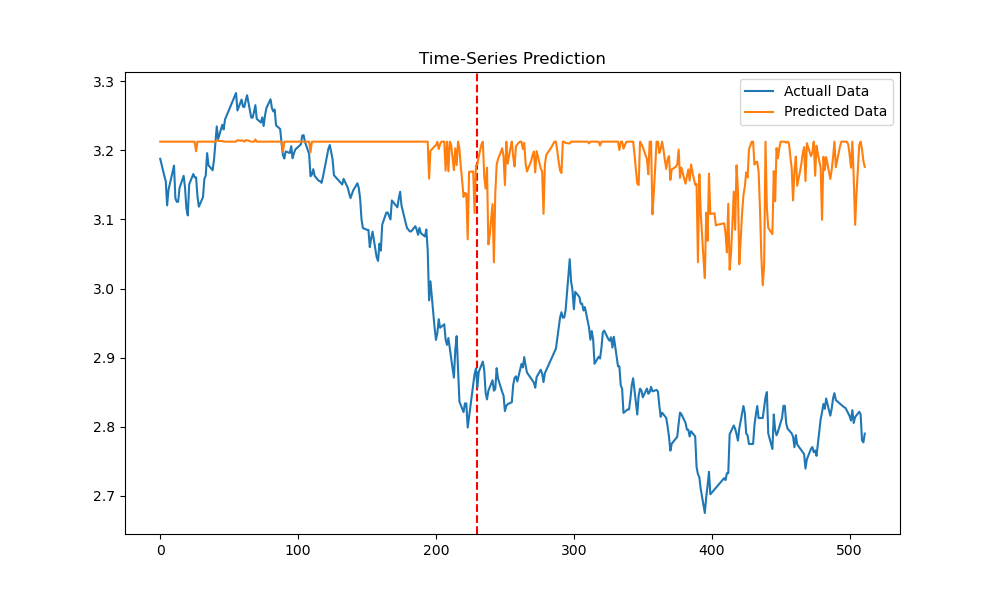 Time-Series Prediction
3.3
3.2
3.1
3.0
2.9
2.8
2.7
0 100 200 300 400 500
Actuall Data
Predicted Data